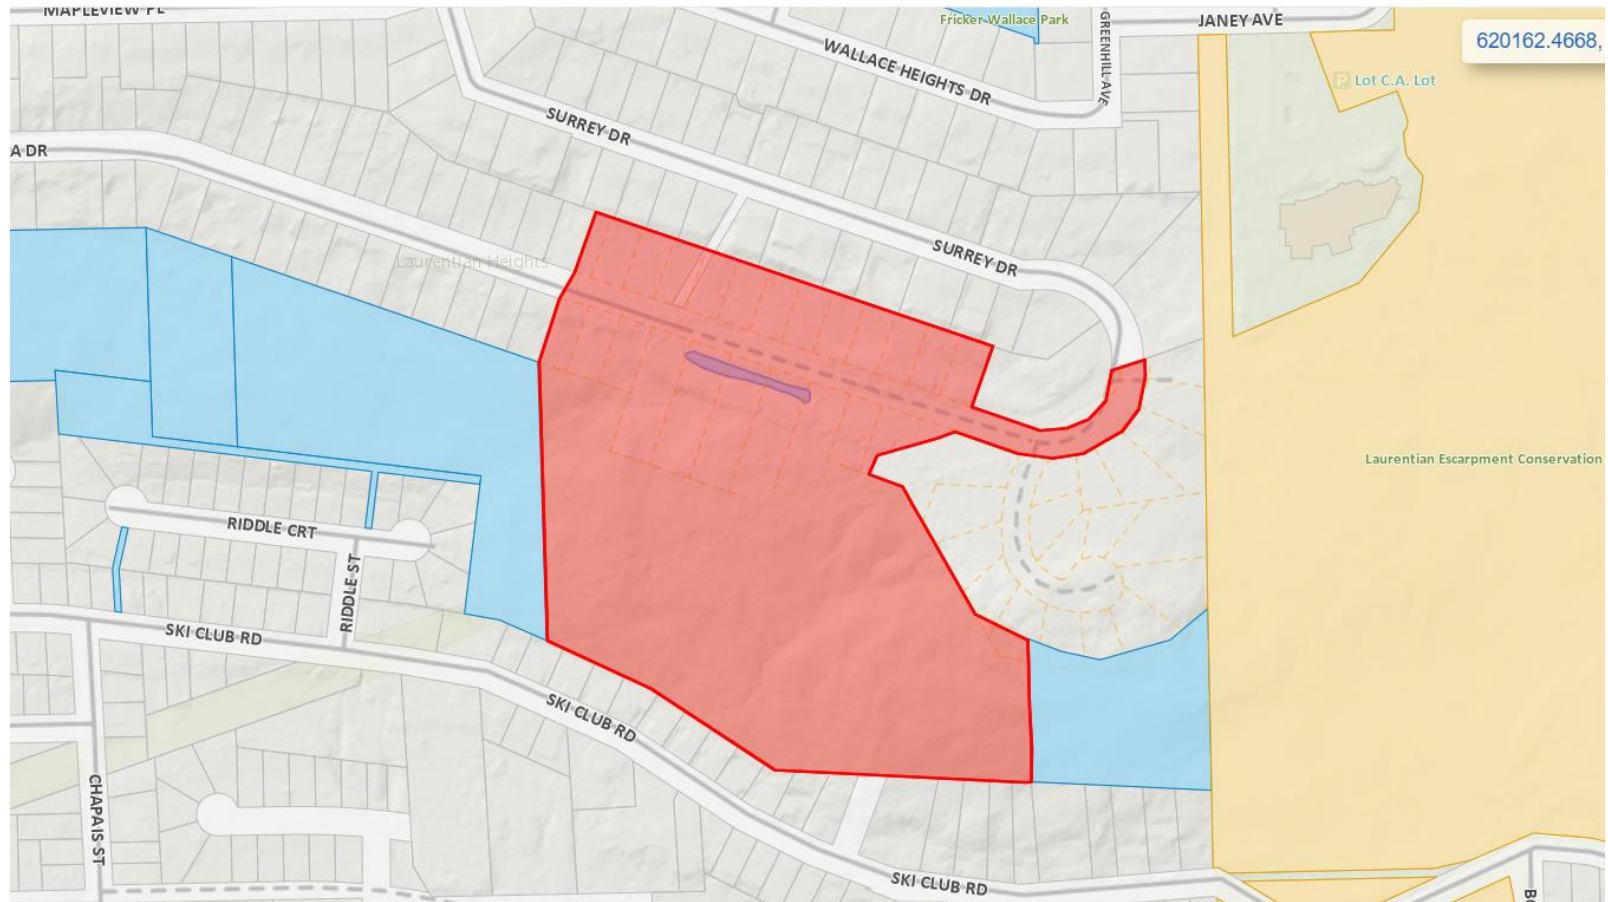 MAPLEVIEW PL
Fricker Wallace Park
GREENHILL AVE
JANEY AVE
620162.4668,
WALLACE HEIGHTS DR
Lot C.A. Lot
SURREY DR
A DR
SURREY DR
Laurentian Heights
Laurentian Escarpment Conservation
RIDDLE CRT
RIDDLE ST
SKI CLUB RD
SKI CLUB RD
CHAPAIS ST
SKI CLUB RD